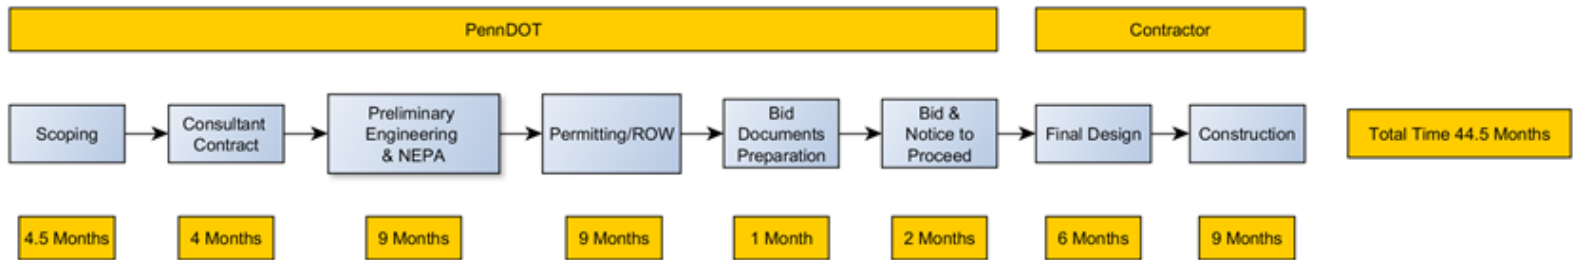 PennDOT
Contractor
Scoping
Consultant
Contract
Preliminary
Engineering
& NEPA
Permitting/ROW
Bid
Documents
Preparation
Bid &
Notice to
Proceed
Final Design
Construction
Total Time 44.5 Months
4.5 Months
4 Months
9 Months
9 Months
1 Month
2 Months
6 Months
9 Months